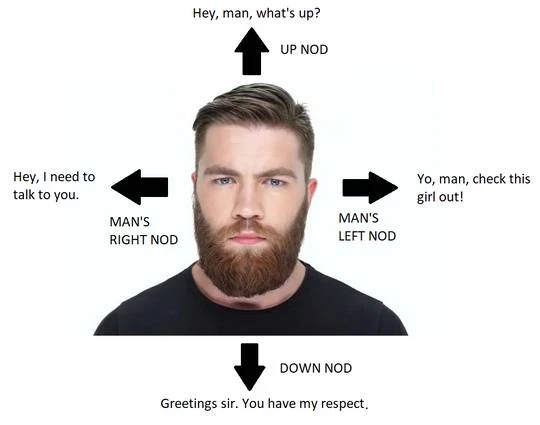 Hey, man, what's up?
UP NOD
Hey, I need to
talk to you.
MAN'S
RIGHT NOD
MAN'S
LEFT NOD
Yo, man, check this
girl out!
DOWN NOD
Greetings sir. You have my respect.